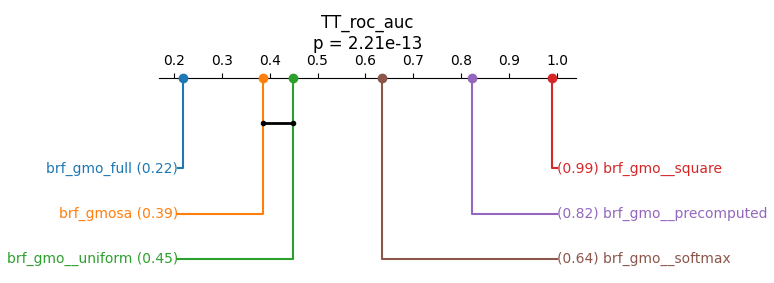 TT_roc_auc
p = 2.21e-13
0.2 0.3 0.4 0.5 0.6 0.7 0.8 0.9 1.0
brf_gmo_full (0.22) (0.99) brf_gmo__square
brf_gmosa (0.39) (0.82) brf_gmo__precomputed
brf_gmo__uniform (0.45) (0.64) brf_gmo__softmax